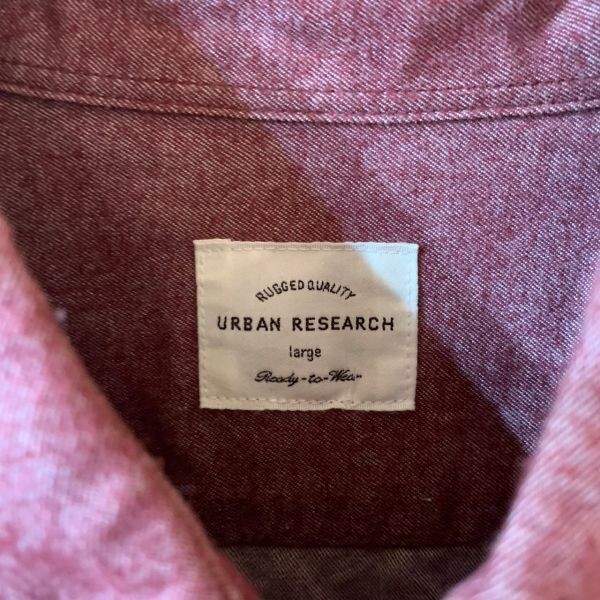 RUGGED QUALITY
URBAN RESEARCH
large
Ready-to-Wear